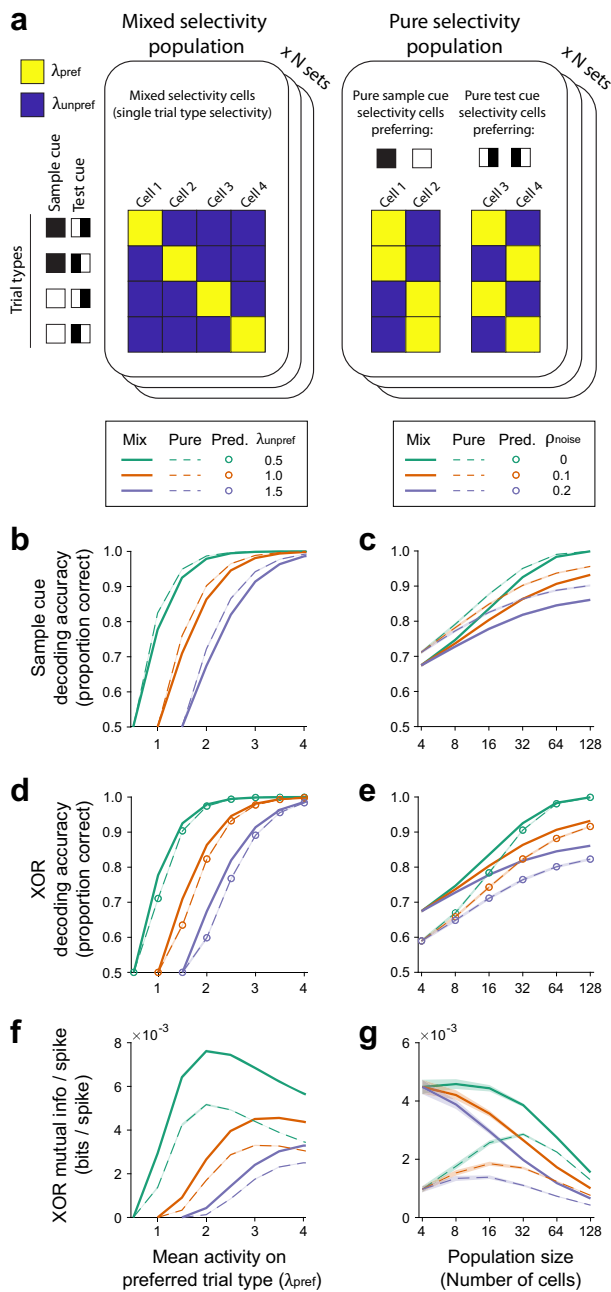 a
Mixed selectivity
population
Pure selectivity
population
x N sets
x N sets
λpref
λunpref
Mixed selectivity cells
(single trial type selectivity)
Pure sample cue
selectivity cells
preferring:
Pure test cue
selectivity cells
preferring:
Sample cue
Test cue
Cell 1
Cell 2
Cell 3
Cell 4
Cell 1
Cell 2
Cell 3
Cell 4
Trial types
Mix Pure Pred. λunpref
0.5
1.0
1.5
Mix Pure Pred. ρnoise
0
0.1
0.2
b
c
Sample cue
decoding accuracy
(proportion correct)
1.0
0.9
0.8
0.7
0.6
0.5
1 2 3 4
1.0
0.9
0.8
0.7
0.6
0.5
4 8 16 32 64 128
d
e
XOR
decoding accuracy
(proportion correct)
1.0
0.9
0.8
0.7
0.6
0.5
1 2 3 4
1.0
0.9
0.8
0.7
0.6
0.5
4 8 16 32 64 128
f
g
XOR mutual info / spike
(bits / spike)
×10⁻³
8
6
4
2
0
1 2 3 4
×10⁻³
6
4
2
0
4 8 16 32 64 128
Mean activity on
preferred trial type (λpref)
Population size
(Number of cells)